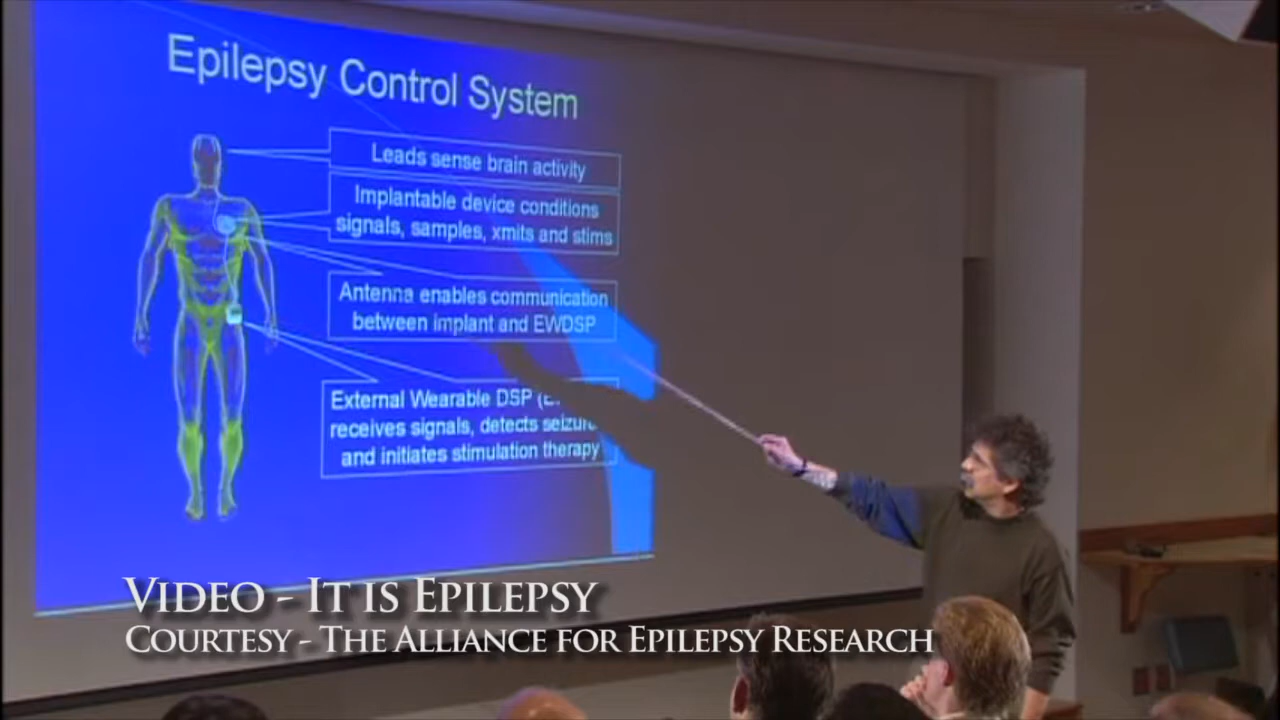 Epilepsy Control System
Leads sense brain activity
Implantable device conditions
signals, samples, xmits and stims
Antenna enables communication
between implant and EWDSP
External Wearable DSP
receives signals, detects
and initiates stimulation therapy
VIDEO - IT IS EPILEPSY
COURTESY - THE ALLIANCE FOR EPILEPSY RESEARCH